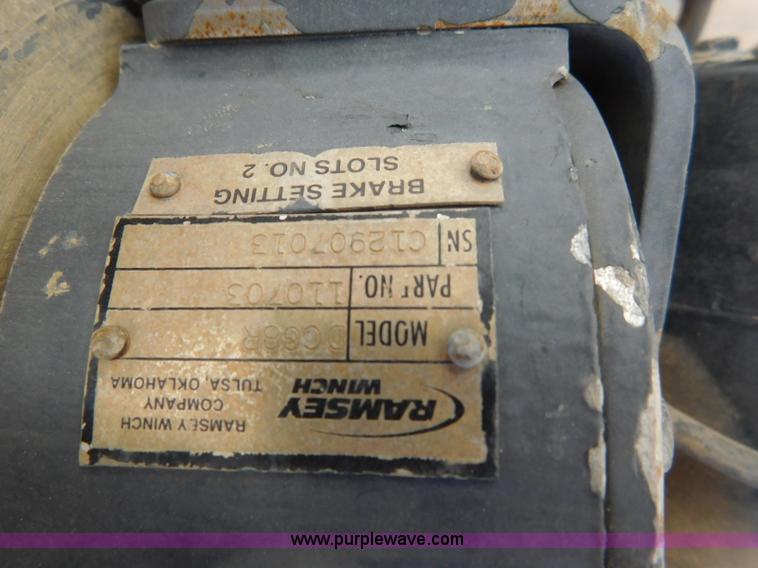 RAMSEY
WINCH
RAMSEY WINCH
COMPANY
TULSA, OKLAHOMA
MODEL
PART NO. 110703
SN C12907013
BRAKE SETTING
SLOTS NO. 2
www.purplewave.com